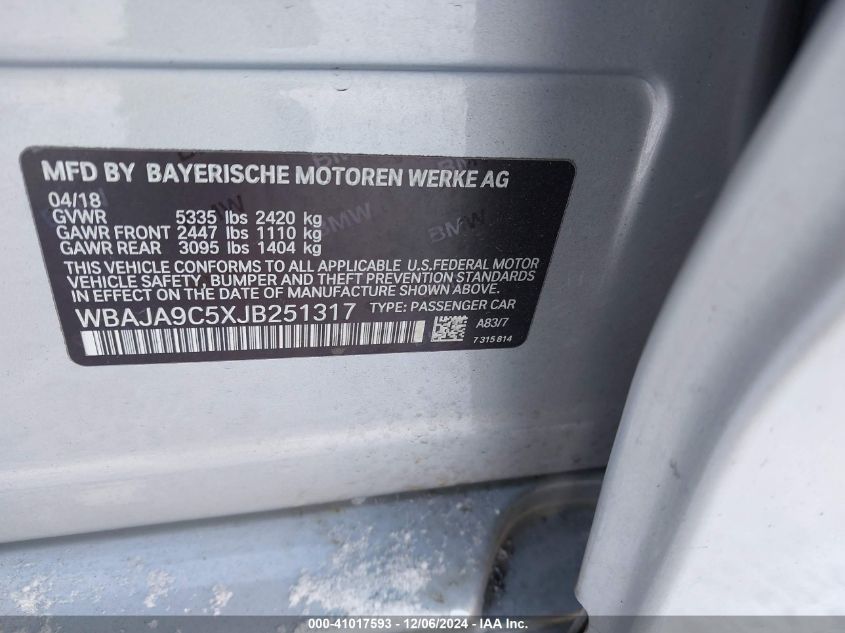 MFD BY BAYERISCHE MOTOREN WERKE AG
04/18
GVWR 5335 lbs 2420 kg
GAWR FRONT 2447 lbs 1110 kg
GAWR REAR 3095 lbs 1404 kg
THIS VEHICLE CONFORMS TO ALL APPLICABLE U.S.FEDERAL MOTOR
VEHICLE SAFETY, BUMPER AND THEFT PREVENTION STANDARDS
IN EFFECT ON THE DATE OF MANUFACTURE SHOWN ABOVE.
WBAJA9C5XJB251317 TYPE: PASSENGER CAR
A83/7
7 315 814
000-41017593 - 12/06/2024 - IAA Inc.